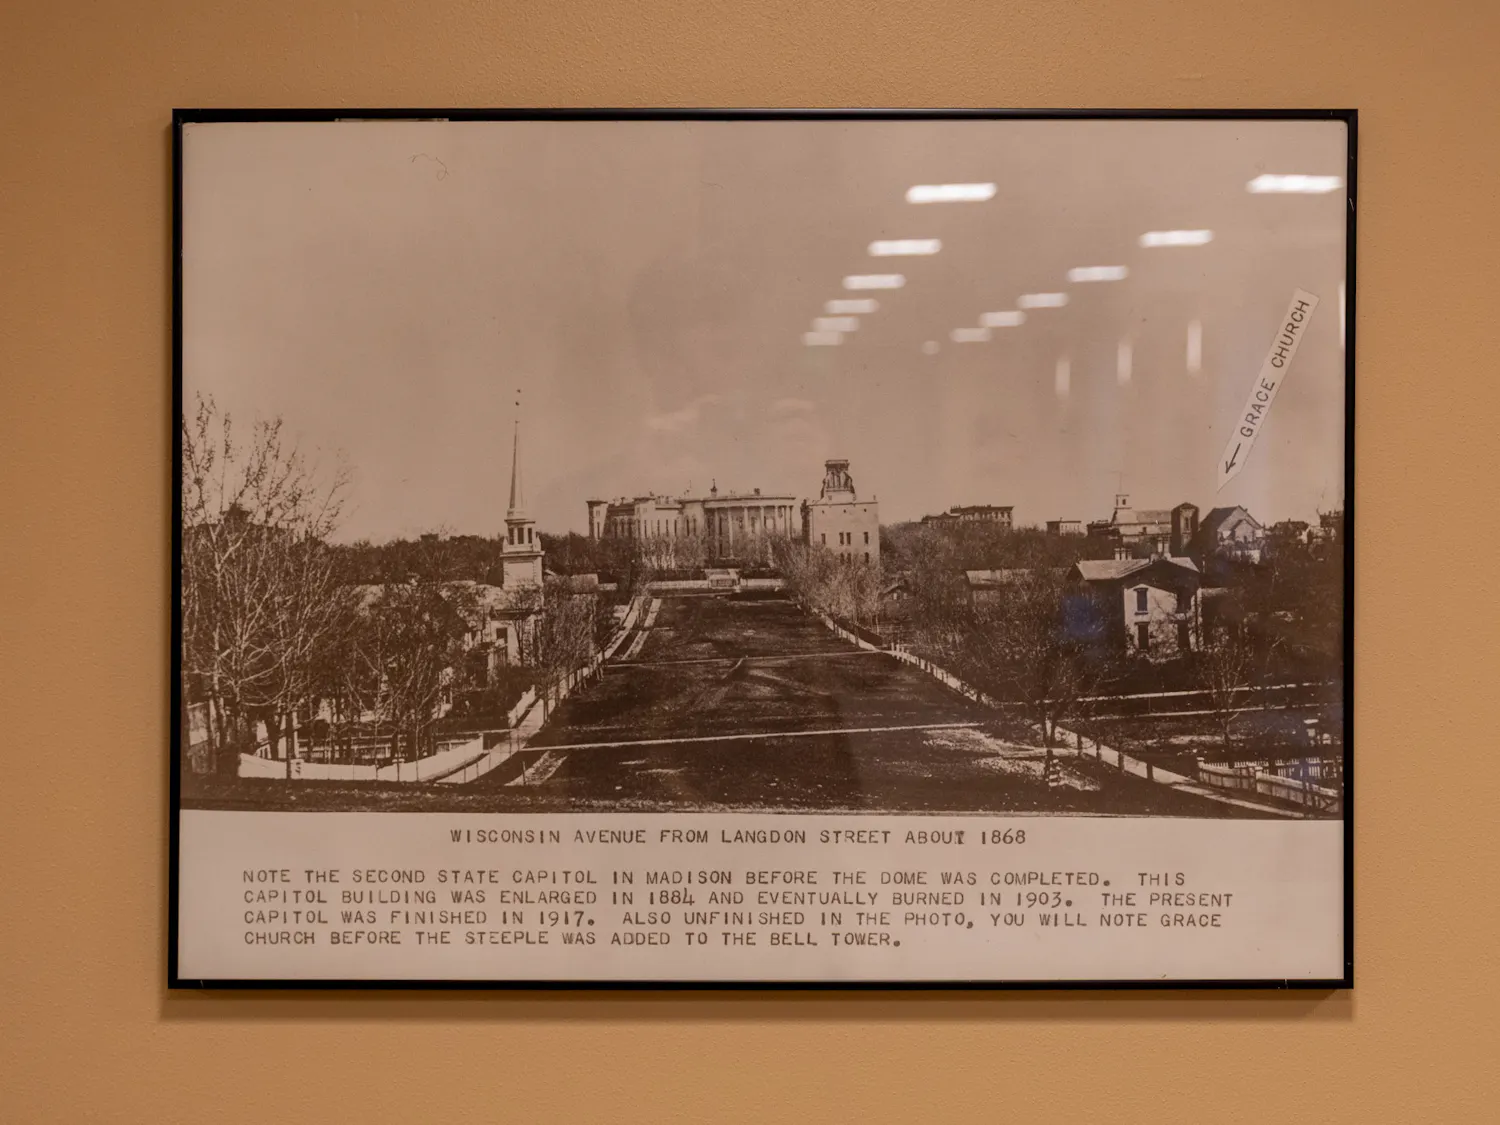 GRACE CHURCH
WISCONSIN AVENUE FROM LANGDON STREET ABOUT 1868
NOTE THE SECOND STATE CAPITOL IN MADISON BEFORE THE DOME WAS COMPLETED. THIS
CAPITOL BUILDING WAS ENLARGED IN 1884 AND EVENTUALLY BURNED IN 1903. THE PRESENT
CAPITOL WAS FINISHED IN 1917. ALSO UNFINISHED IN THE PHOTO, YOU WILL NOTE GRACE
CHURCH BEFORE THE STEEPLE WAS ADDED TO THE BELL TOWER.